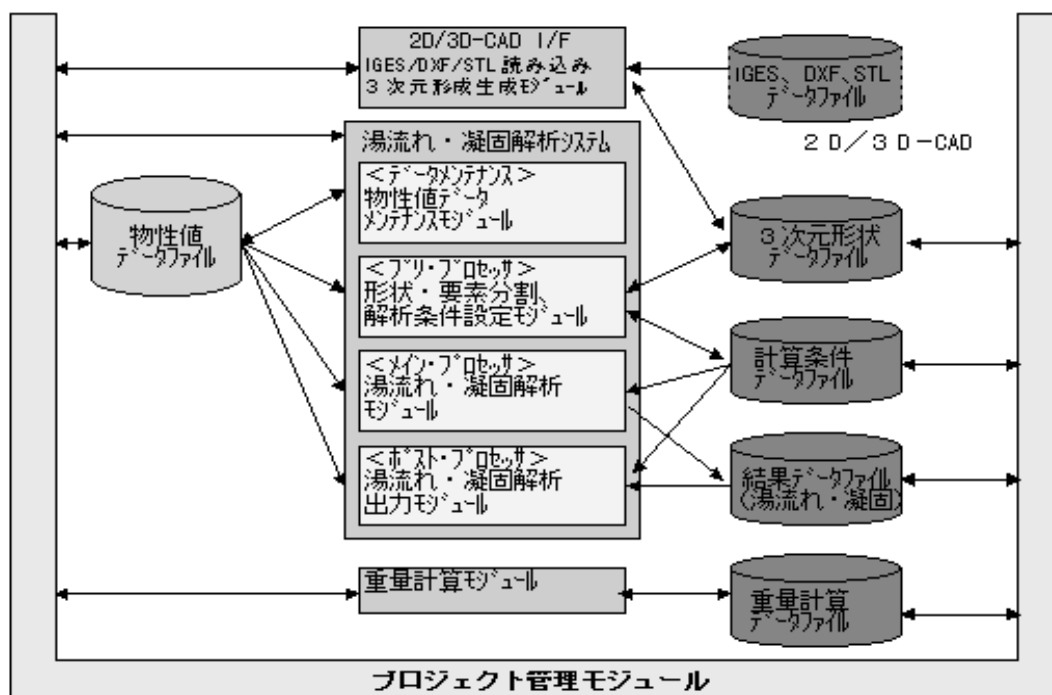 2D/3D-CAD I/F
IGES/DXF/STL 読み込み
3次元形成生成ﾓｼﾞｭｰﾙ
IGES、DXF、STL
ﾃﾞｰﾀﾌｧｲﾙ
2D/3D-CAD
湯流れ・凝固解析ｼｽﾃﾑ
<ﾃﾞｰﾀﾒﾝﾃﾅﾝｽ>
物性値ﾃﾞｰﾀ
ﾒﾝﾃﾅﾝｽﾓｼﾞｭｰﾙ
物性値
ﾃﾞｰﾀﾌｧｲﾙ
<ﾌﾟﾘ・ﾌﾟﾛｾｯｻ>
形状・要素分割、
解析条件設定ﾓｼﾞｭｰﾙ
<ﾒｲﾝ・ﾌﾟﾛｾｯｻ>
湯流れ・凝固解析
ﾓｼﾞｭｰﾙ
<ﾎﾟｽﾄ・ﾌﾟﾛｾｯｻ>
湯流れ・凝固解析
出力ﾓｼﾞｭｰﾙ
3次元形状
ﾃﾞｰﾀﾌｧｲﾙ
計算条件
ﾃﾞｰﾀﾌｧｲﾙ
結果ﾃﾞｰﾀﾌｧｲﾙ
(湯流れ・凝固)
重量計算ﾓｼﾞｭｰﾙ
重量計算
ﾃﾞｰﾀﾌｧｲﾙ
プロジェクト管理モジュール